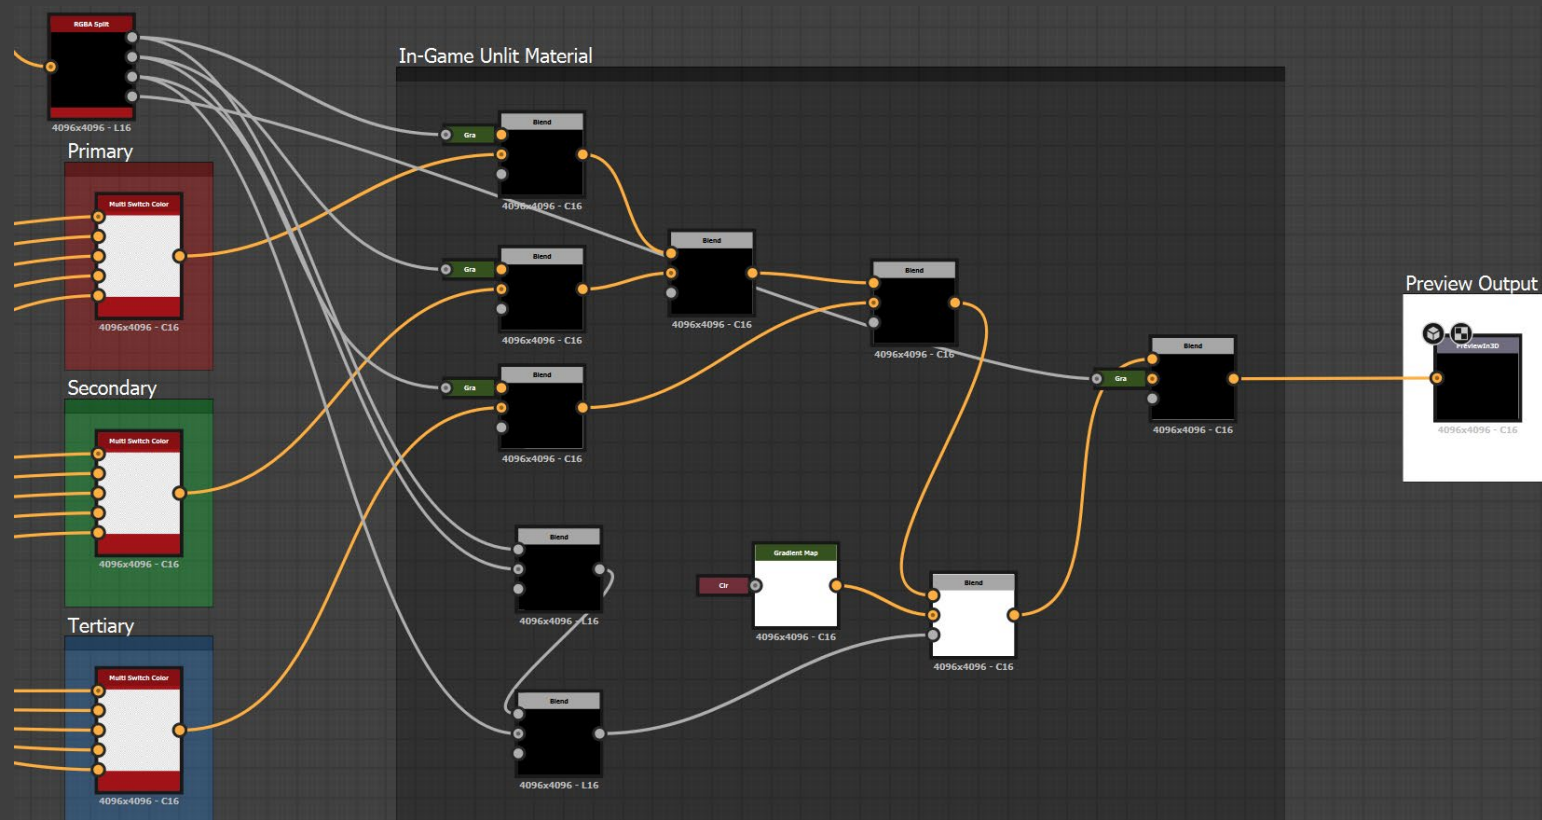 RGBA Split
4096x4096 - L16
In-Game Unlit Material
Primary
Multi Switch Color
4096x4096 - C16
Secondary
Multi Switch Color
4096x4096 - C16
Tertiary
Multi Switch Color
4096x4096 - C16
Gra
Blend
4096x4096 - C16
Gra
Blend
4096x4096 - C16
Gra
Blend
4096x4096 - C16
Blend
4096x4096 - C16
Blend
4096x4096 - C16
Blend
4096x4096 - L16
Blend
4096x4096 - L16
Clr
Gradient Map
4096x4096 - C16
Blend
4096x4096 - C16
Gra
Blend
4096x4096 - C16
Preview Output
PreviewIn3D
4096x4096 - C16